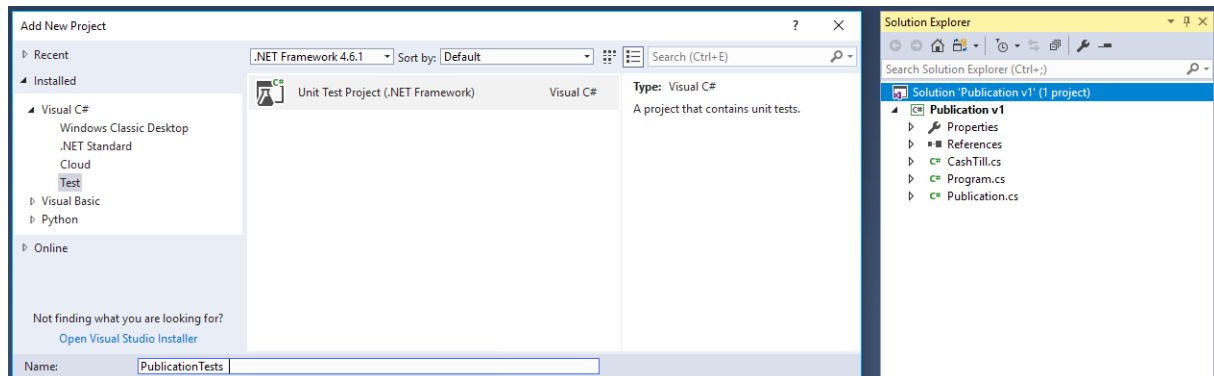 Add New Project
?
Recent
.NET Framework 4.6.1 Sort by: Default
Search (Ctrl+E)
Installed
Visual C#
Windows Classic Desktop
.NET Standard
Cloud
Test
Visual Basic
Python
Online
Not finding what you are looking for?
Open Visual Studio Installer
C# Unit Test Project (.NET Framework) Visual C#
Type: Visual C#
A project that contains unit tests.
Name: PublicationTests
Solution Explorer
Search Solution Explorer (Ctrl+;)
Solution 'Publication v1' (1 project)
C# Publication v1
Properties
References
C# CashTill.cs
C# Program.cs
C# Publication.cs